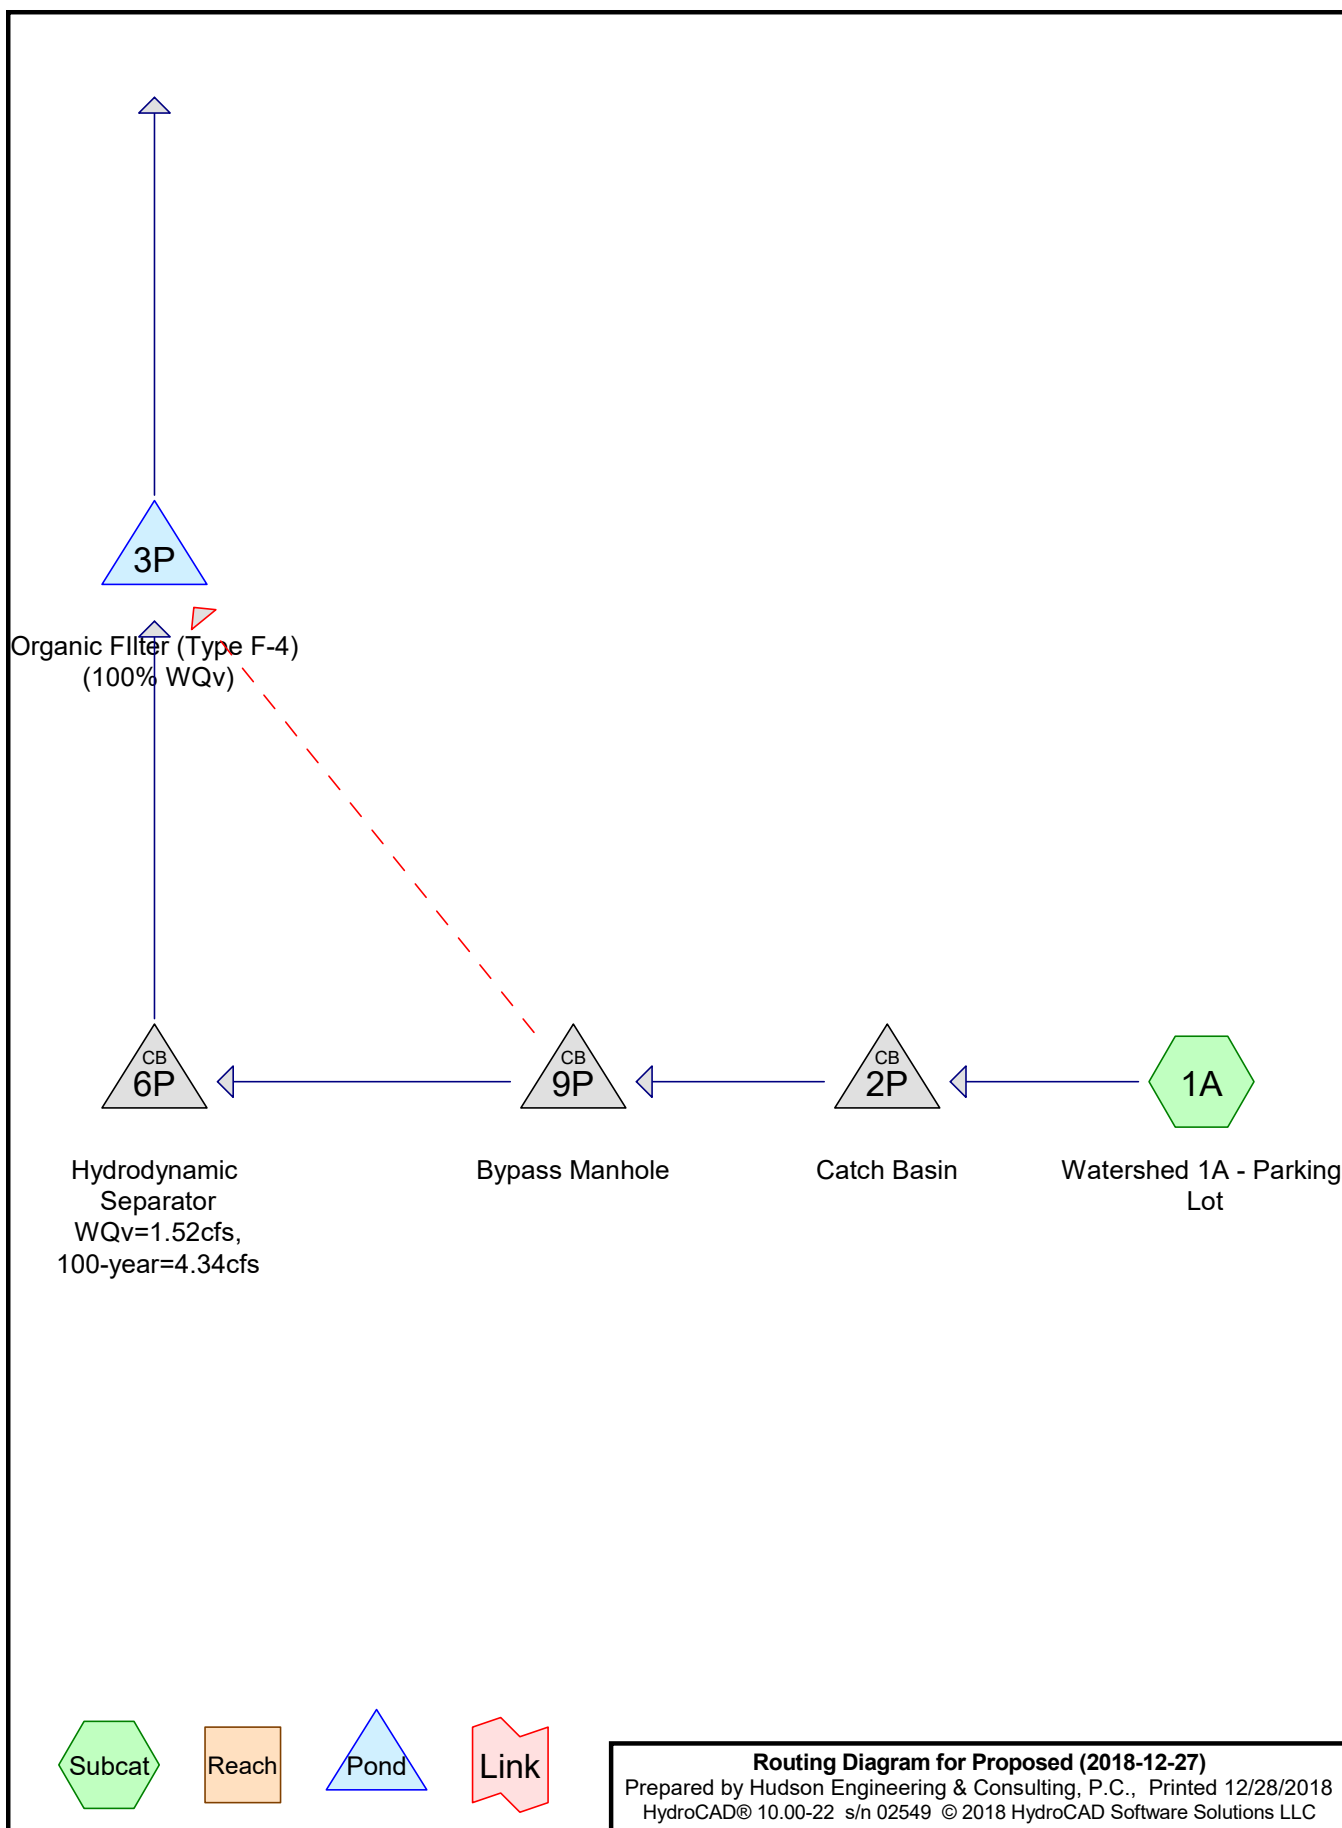 3P
Organic FIlter (Type F-4)
(100% WQv)
CB
6P
Hydrodynamic
Separator
WQv=1.52cfs,
100-year=4.34cfs
CB
9P
Bypass Manhole
CB
2P
Catch Basin
1A
Watershed 1A - Parking
Lot
Subcat
Reach
Pond
Link
Routing Diagram for Proposed (2018-12-27)
Prepared by Hudson Engineering & Consulting, P.C., Printed 12/28/2018
HydroCAD® 10.00-22 s/n 02549 © 2018 HydroCAD Software Solutions LLC